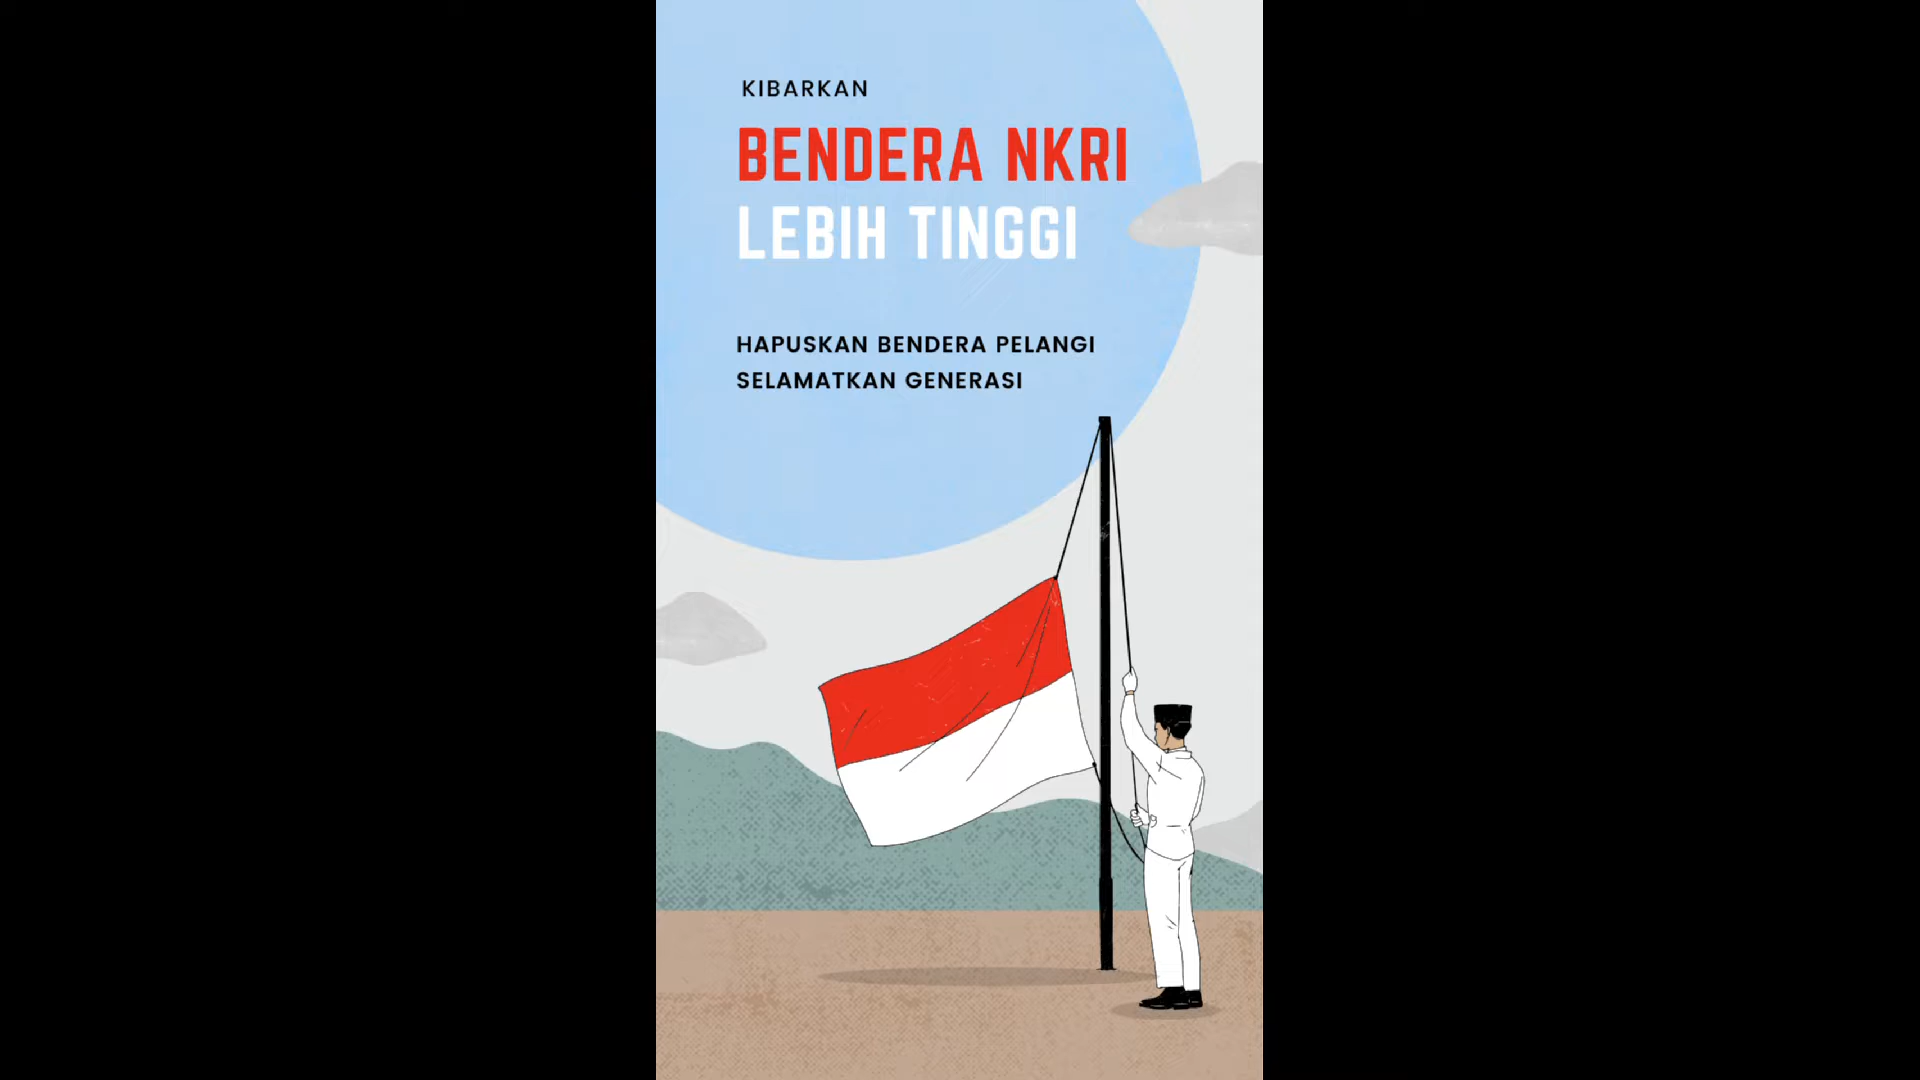 KIBARKAN
BENDERA NKRI
LEBIH TINGGI
HAPUSKAN BENDERA PELANGI
SELAMATKAN GENERASI